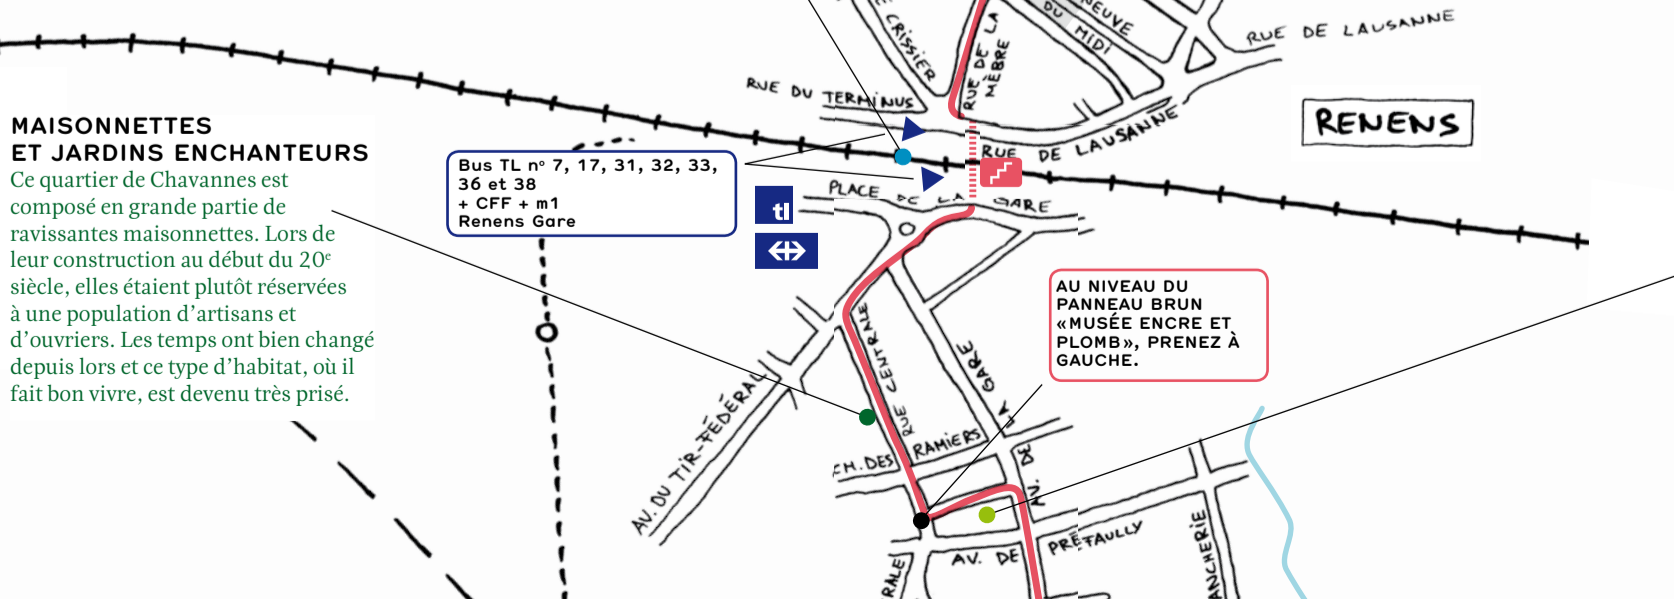 MAISONNETTES
ET JARDINS ENCHANTEURS
Ce quartier de Chavannes est
composé en grande partie de
ravissantes maisonnettes. Lors de
leur construction au début du 20e
siècle, elles étaient plutôt réservées
à une population d’artisans et
d’ouvriers. Les temps ont bien changé
depuis lors et ce type d’habitat, où il
fait bon vivre, est devenu très prisé.
Bus TL no 7, 17, 31, 32, 33,
36 et 38
+ CFF + m1
Renens Gare
tl
CRISSIER
RUE DE LA
MÈBRE
DU
MIDI
NEUVE
RUE DE LAUSANNE
RUE DU TERMINUS
RUE DE LAUSANNE
RENENS
PLACE DE LA GARE
AU NIVEAU DU
PANNEAU BRUN
«MUSÉE ENCRE ET
PLOMB», PRENEZ À
GAUCHE.
RUE CENTRALE
AV. DE LA GARE
AV. DU TIR-FÉDÉRAL
CH. DES RAMIERS
AV. DE PRÉFAULLY
RALE
ANCHERIE